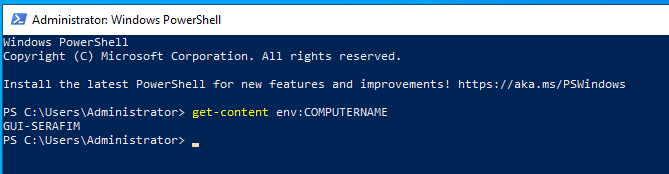 Administrator: Windows PowerShell
Windows PowerShell
Copyright (C) Microsoft Corporation. All rights reserved.
Install the latest PowerShell for new features and improvements! https://aka.ms/PSWindows
PS C:\Users\Administrator> get-content env:COMPUTERNAME
GUI-SERAFIM
PS C:\Users\Administrator>